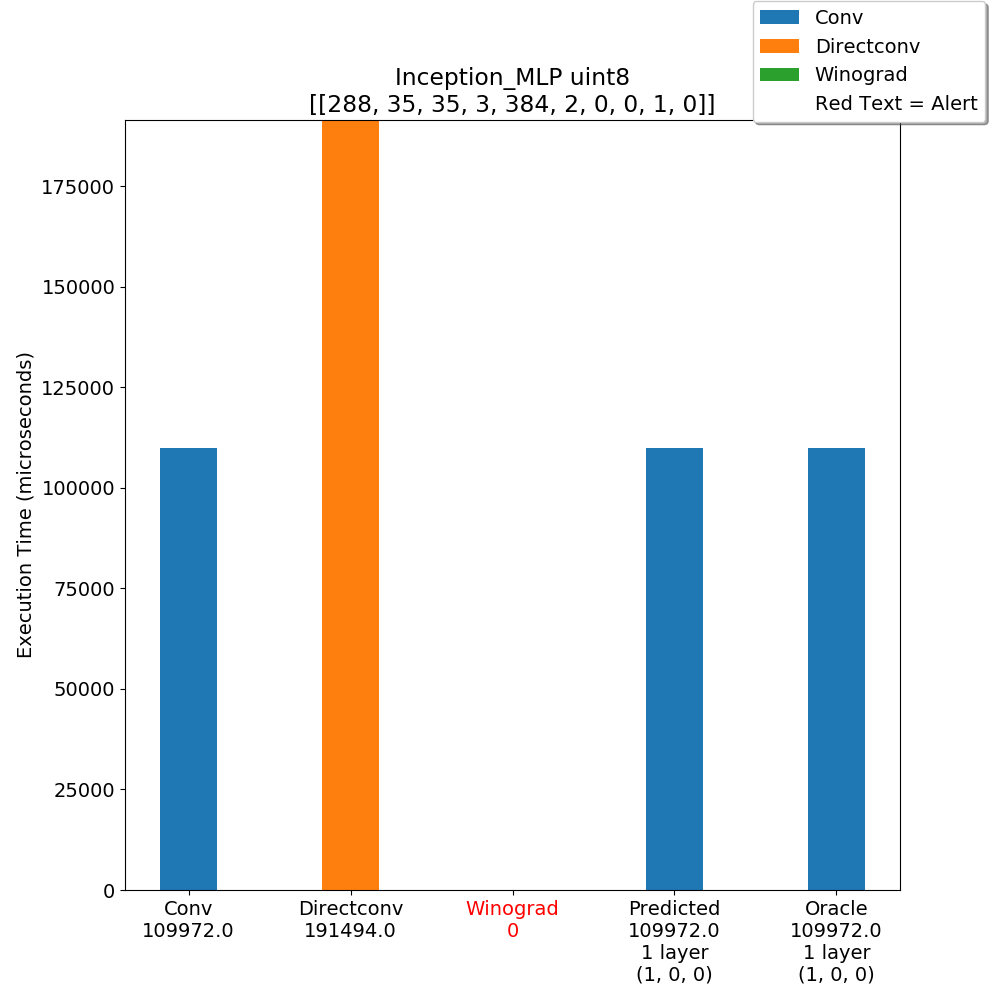 Conv
Directconv
Winograd
Red Text = Alert
Inception_MLP uint8
[[288, 35, 35, 3, 384, 2, 0, 0, 1, 0]]
Execution Time (microseconds)
175000
150000
125000
100000
75000
50000
25000
0
Conv
109972.0
Directconv
191494.0
Winograd
0
Predicted
109972.0
1 layer
(1, 0, 0)
Oracle
109972.0
1 layer
(1, 0, 0)